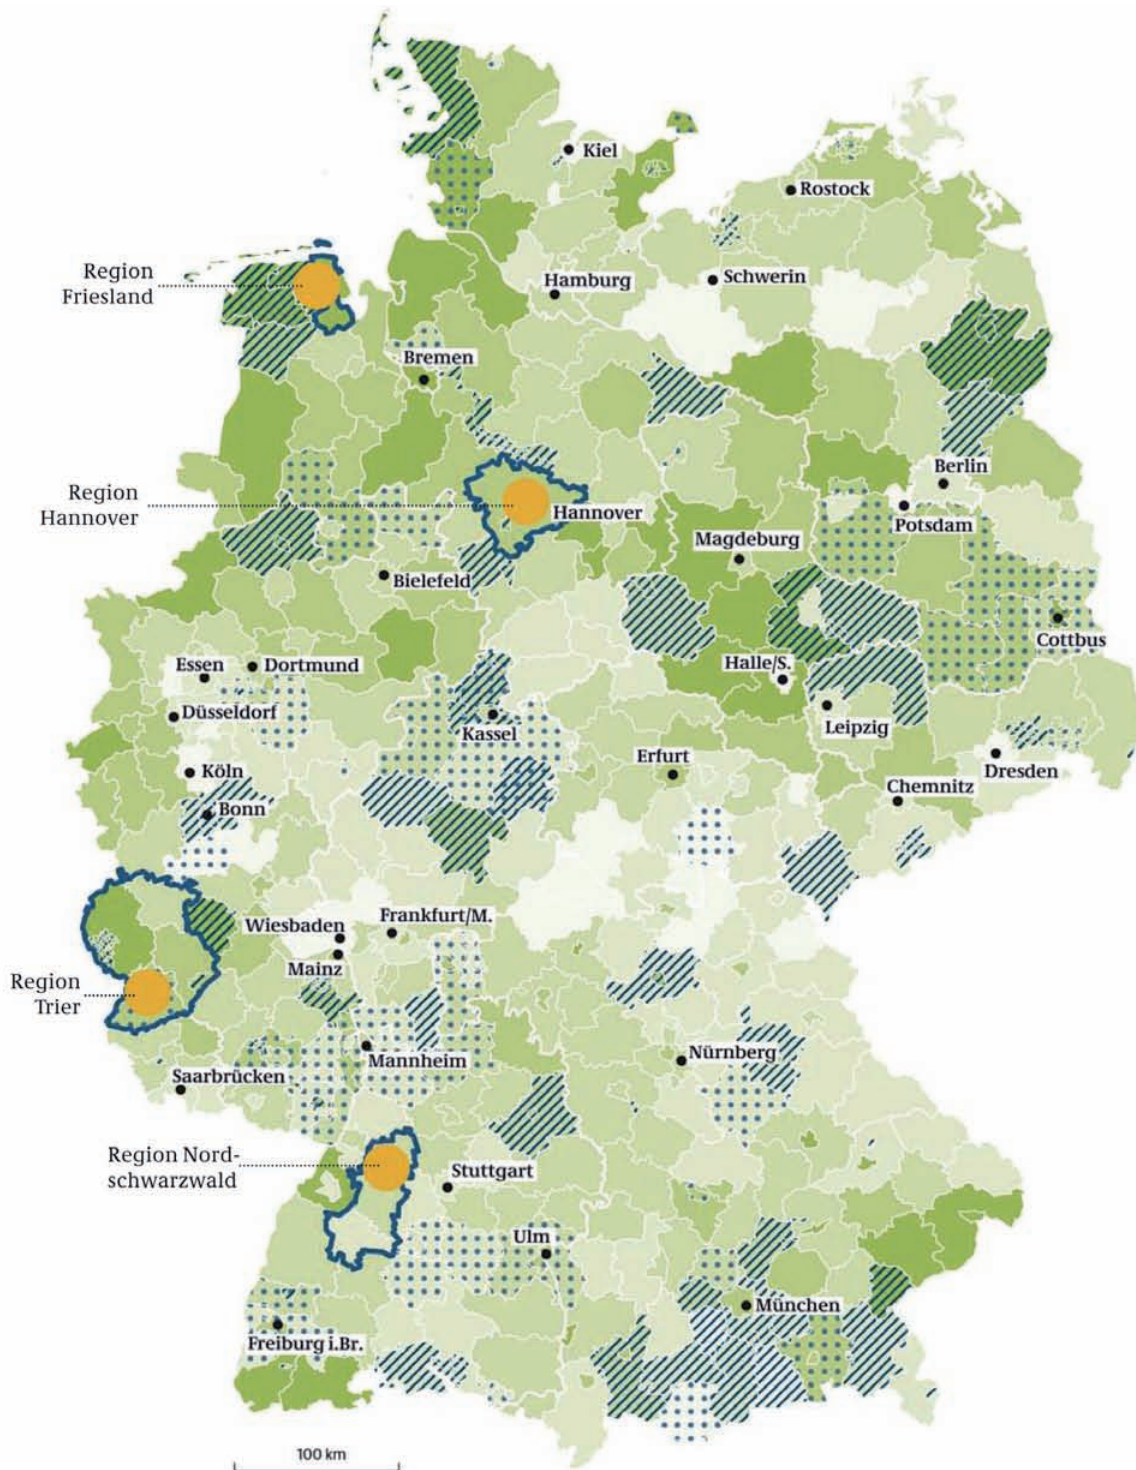 Kiel
Rostock
Region
Friesland
Hamburg
Schwerin
Bremen
Berlin
Region
Hannover
Hannover
Potsdam
Magdeburg
Bielefeld
Cottbus
Essen
Dortmund
Halle/S.
Düsseldorf
Kassel
Leipzig
Erfurt
Köln
Dresden
Chemnitz
Bonn
Wiesbaden
Frankfurt/M.
Mainz
Region
Trier
Mannheim
Nürnberg
Saarbrücken
Region Nord-
schwarzwald
Stuttgart
Ulm
München
Freiburg i.Br.
100 km